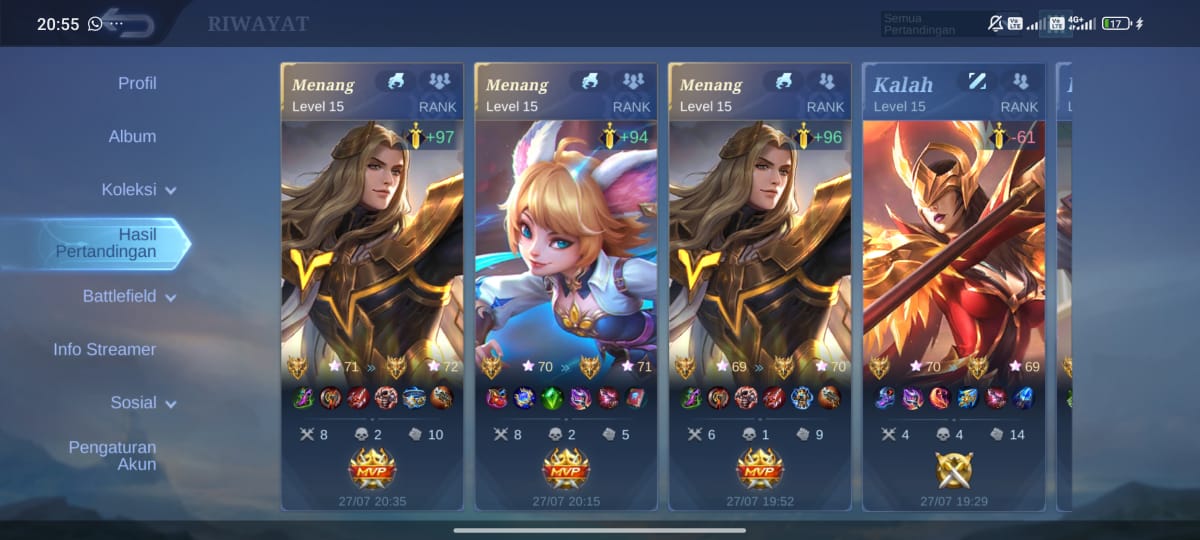 20:55
RIWAYAT
Semua
Pertandingan
4G+
17
Profil
Album
Koleksi
Hasil
Pertandingan
Battlefield
Info Streamer
Sosial
Pengaturan
Akun
Menang
Level 15 RANK
+97
71 » 72
8 2 10
MVP
27/07 20:35
Menang
Level 15 RANK
+94
70 » 71
8 2 5
MVP
27/07 20:15
Menang
Level 15 RANK
+96
69 » 70
6 1 9
MVP
27/07 19:52
Kalah
Level 15 RANK
-61
70 » 69
4 4 14
27/07 19:29